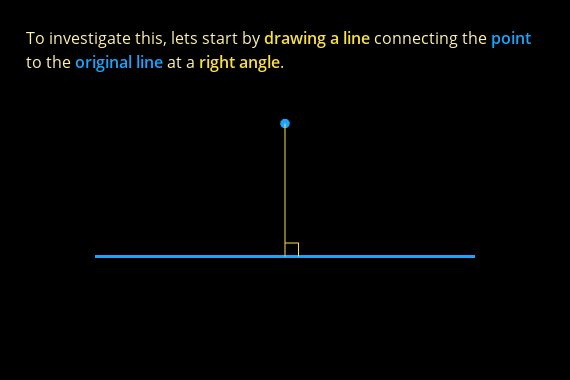 To investigate this, lets start by drawing a line connecting the point
to the original line at a right angle.